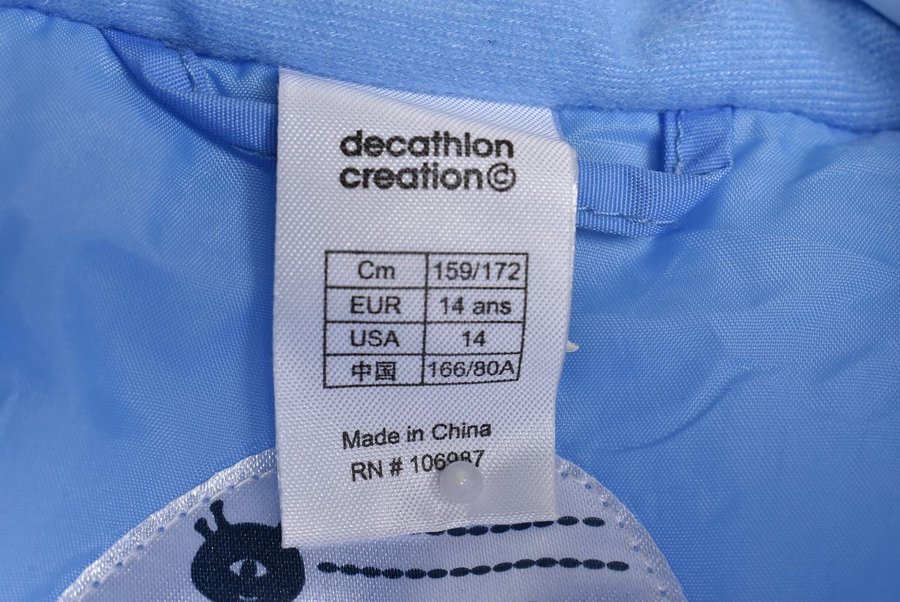 decathlon
creation©
Cm 159/172
EUR 14 ans
USA 14
中国 166/80A
Made in China
RN # 106987